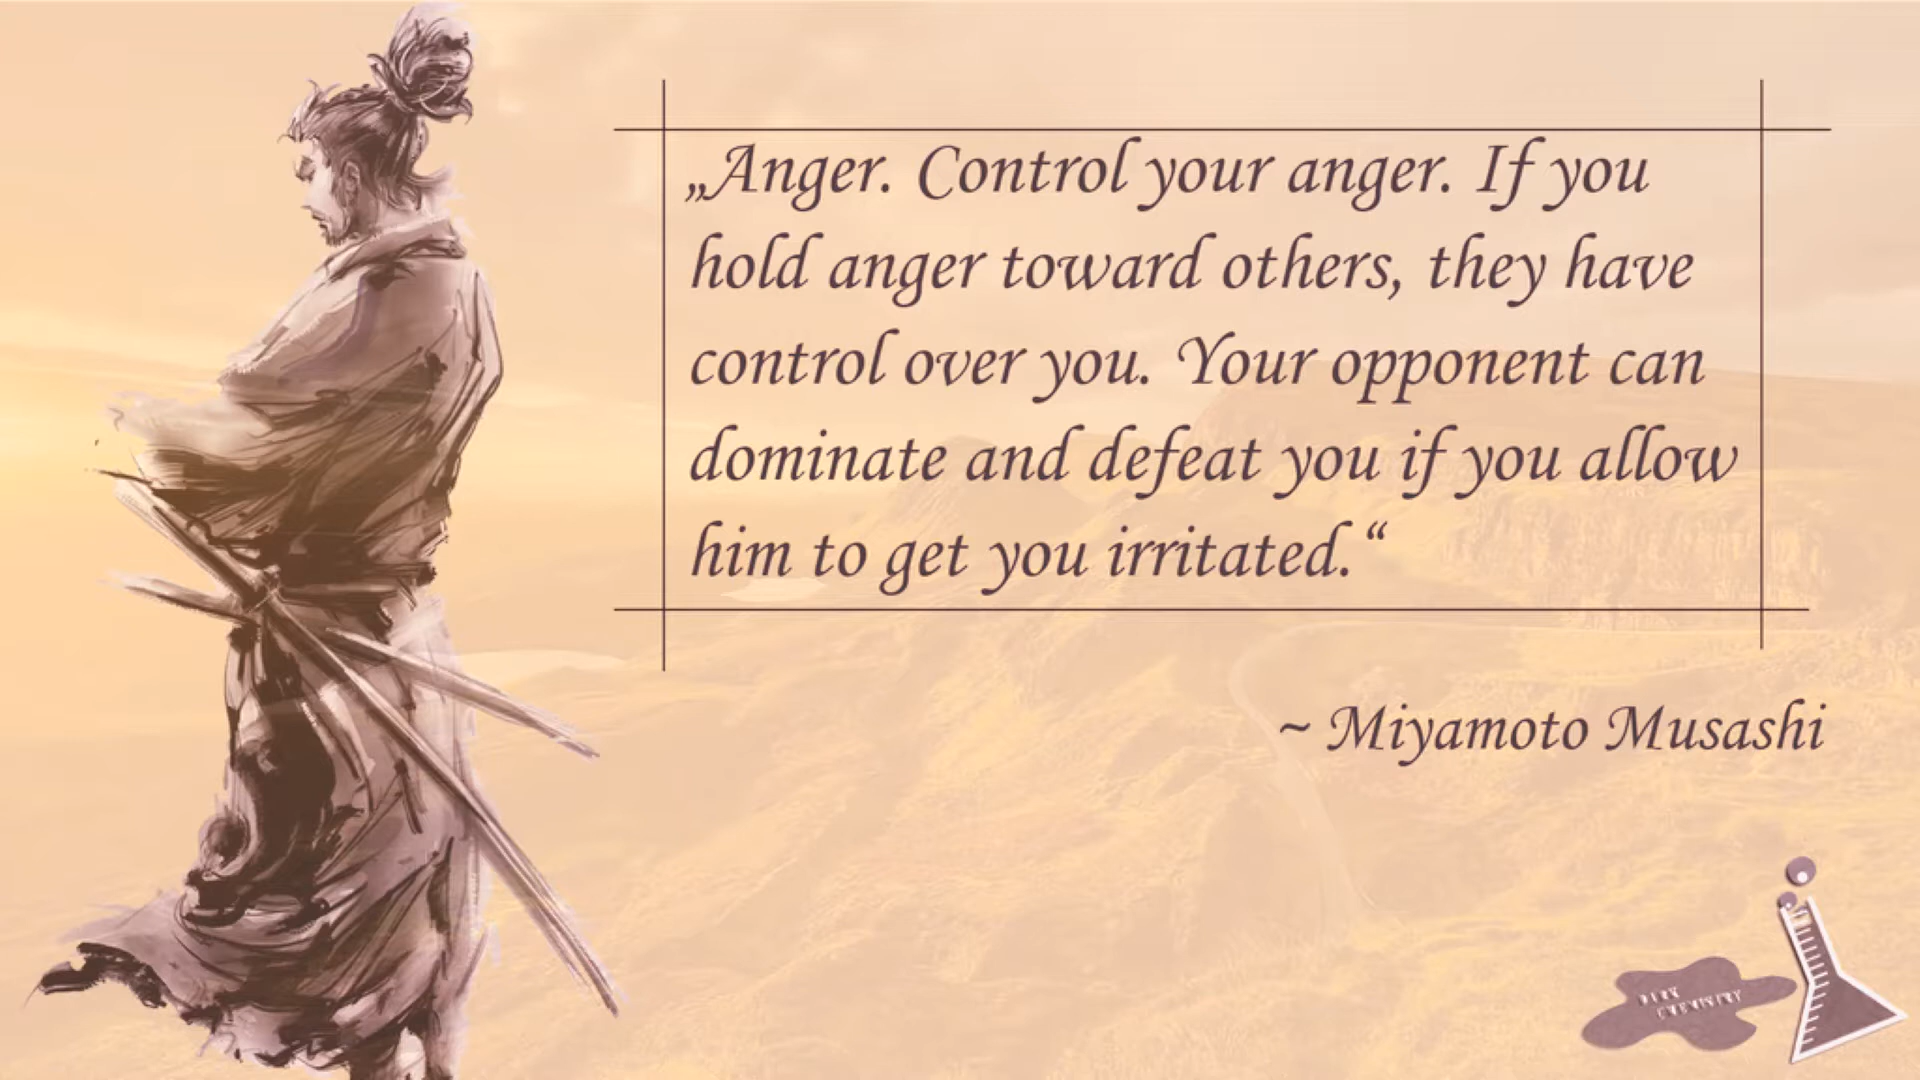 „Anger. Control your anger. If you
hold anger toward others, they have
control over you. Your opponent can
dominate and defeat you if you allow
him to get you irritated.“
~ Miyamoto Musashi
CHEMISTRY